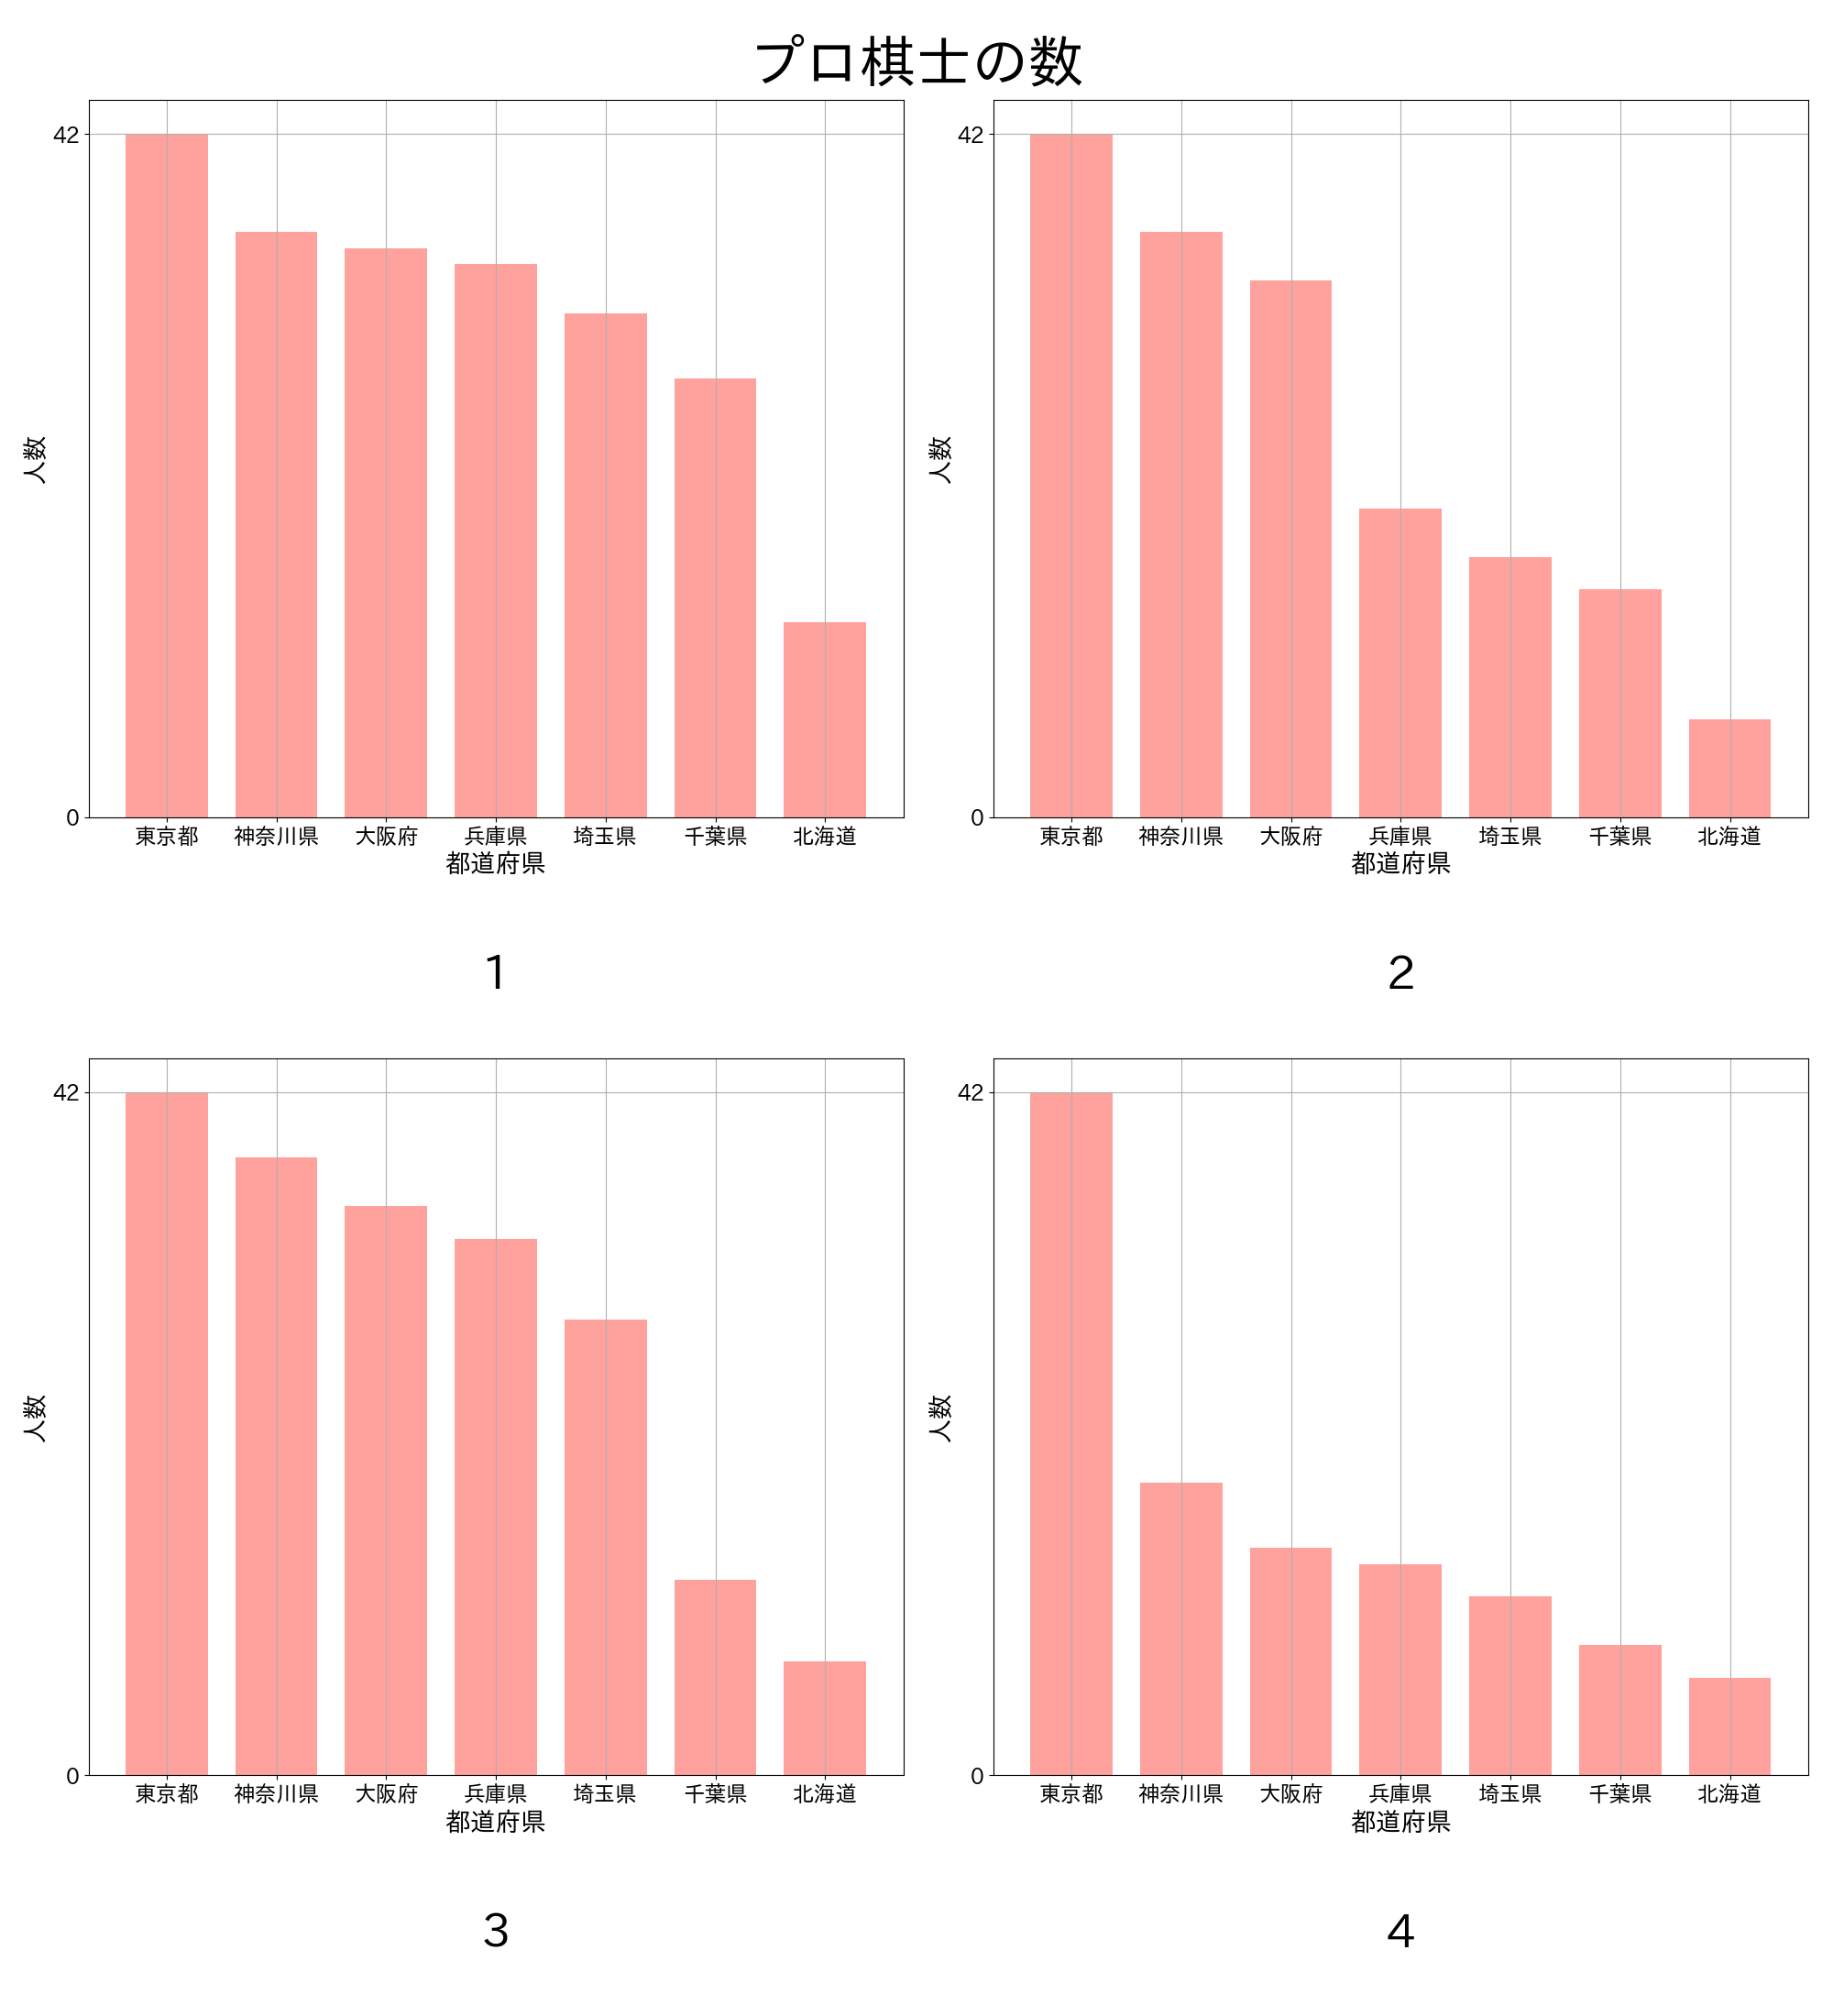 プロ棋士の数
42
0
人数
東京都 神奈川県 大阪府 兵庫県 埼玉県 千葉県 北海道
都道府県
1
42
0
人数
東京都 神奈川県 大阪府 兵庫県 埼玉県 千葉県 北海道
都道府県
2
42
0
人数
東京都 神奈川県 大阪府 兵庫県 埼玉県 千葉県 北海道
都道府県
3
42
0
人数
東京都 神奈川県 大阪府 兵庫県 埼玉県 千葉県 北海道
都道府県
4